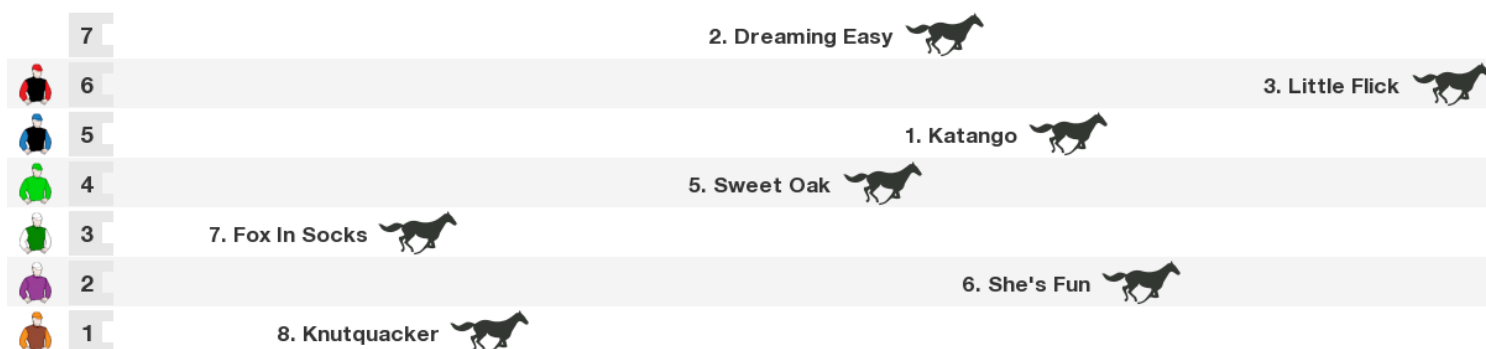 7 2. Dreaming Easy
6 3. Little Flick
5 1. Katango
4 5. Sweet Oak
3 7. Fox In Socks
2 6. She's Fun
1 8. Knutquacker